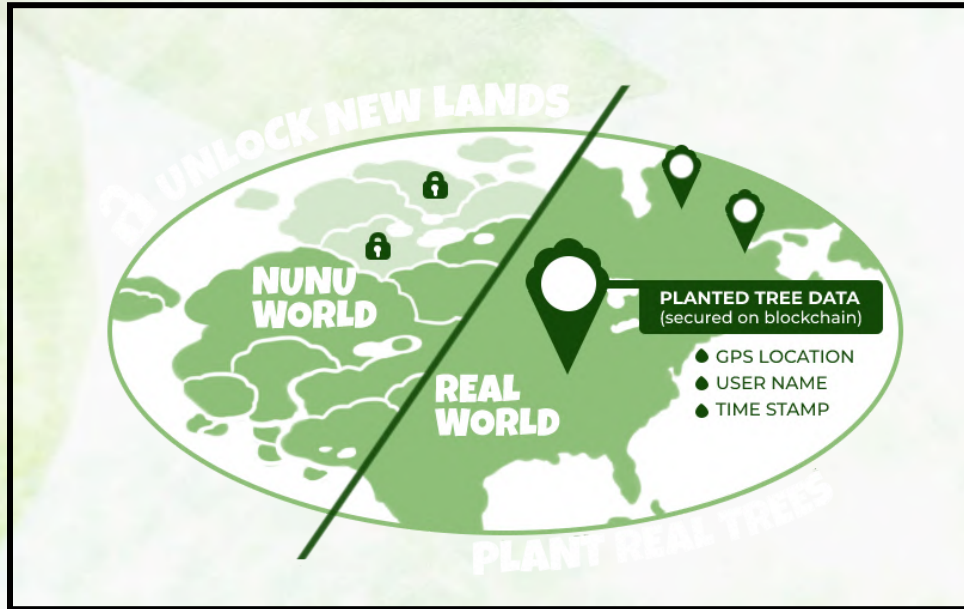 UNLOCK NEW LANDS
NUNU
WORLD
PLANTED TREE DATA
(secured on blockchain)
GPS LOCATION
USER NAME
TIME STAMP
REAL
WORLD
PLANT REAL TREES